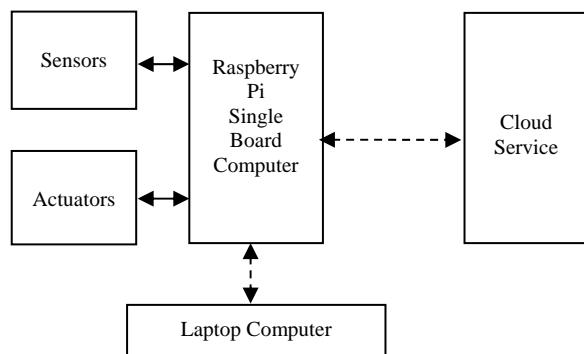 Sensors
Raspberry
Pi
Single
Board
Computer
Cloud
Service
Actuators
Laptop Computer